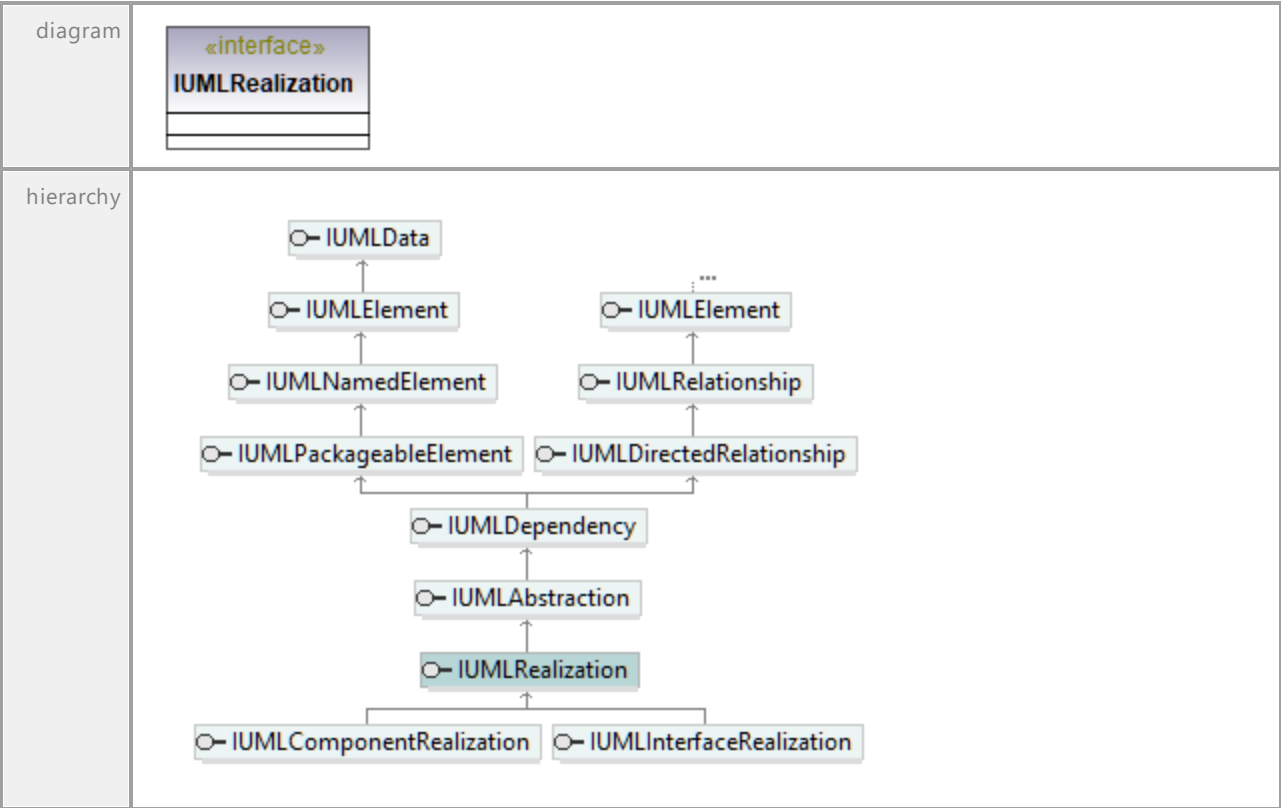 diagram
«interface»
IUMLRealization
hierarchy
IUMLData
...
IUMLElement IUMLElement
IUMLNamedElement IUMLRelationship
IUMLPackageableElement IUMLDirectedRelationship
IUMLDependency
IUMLAbstraction
IUMLRealization
IUMLComponentRealization IUMLInterfaceRealization